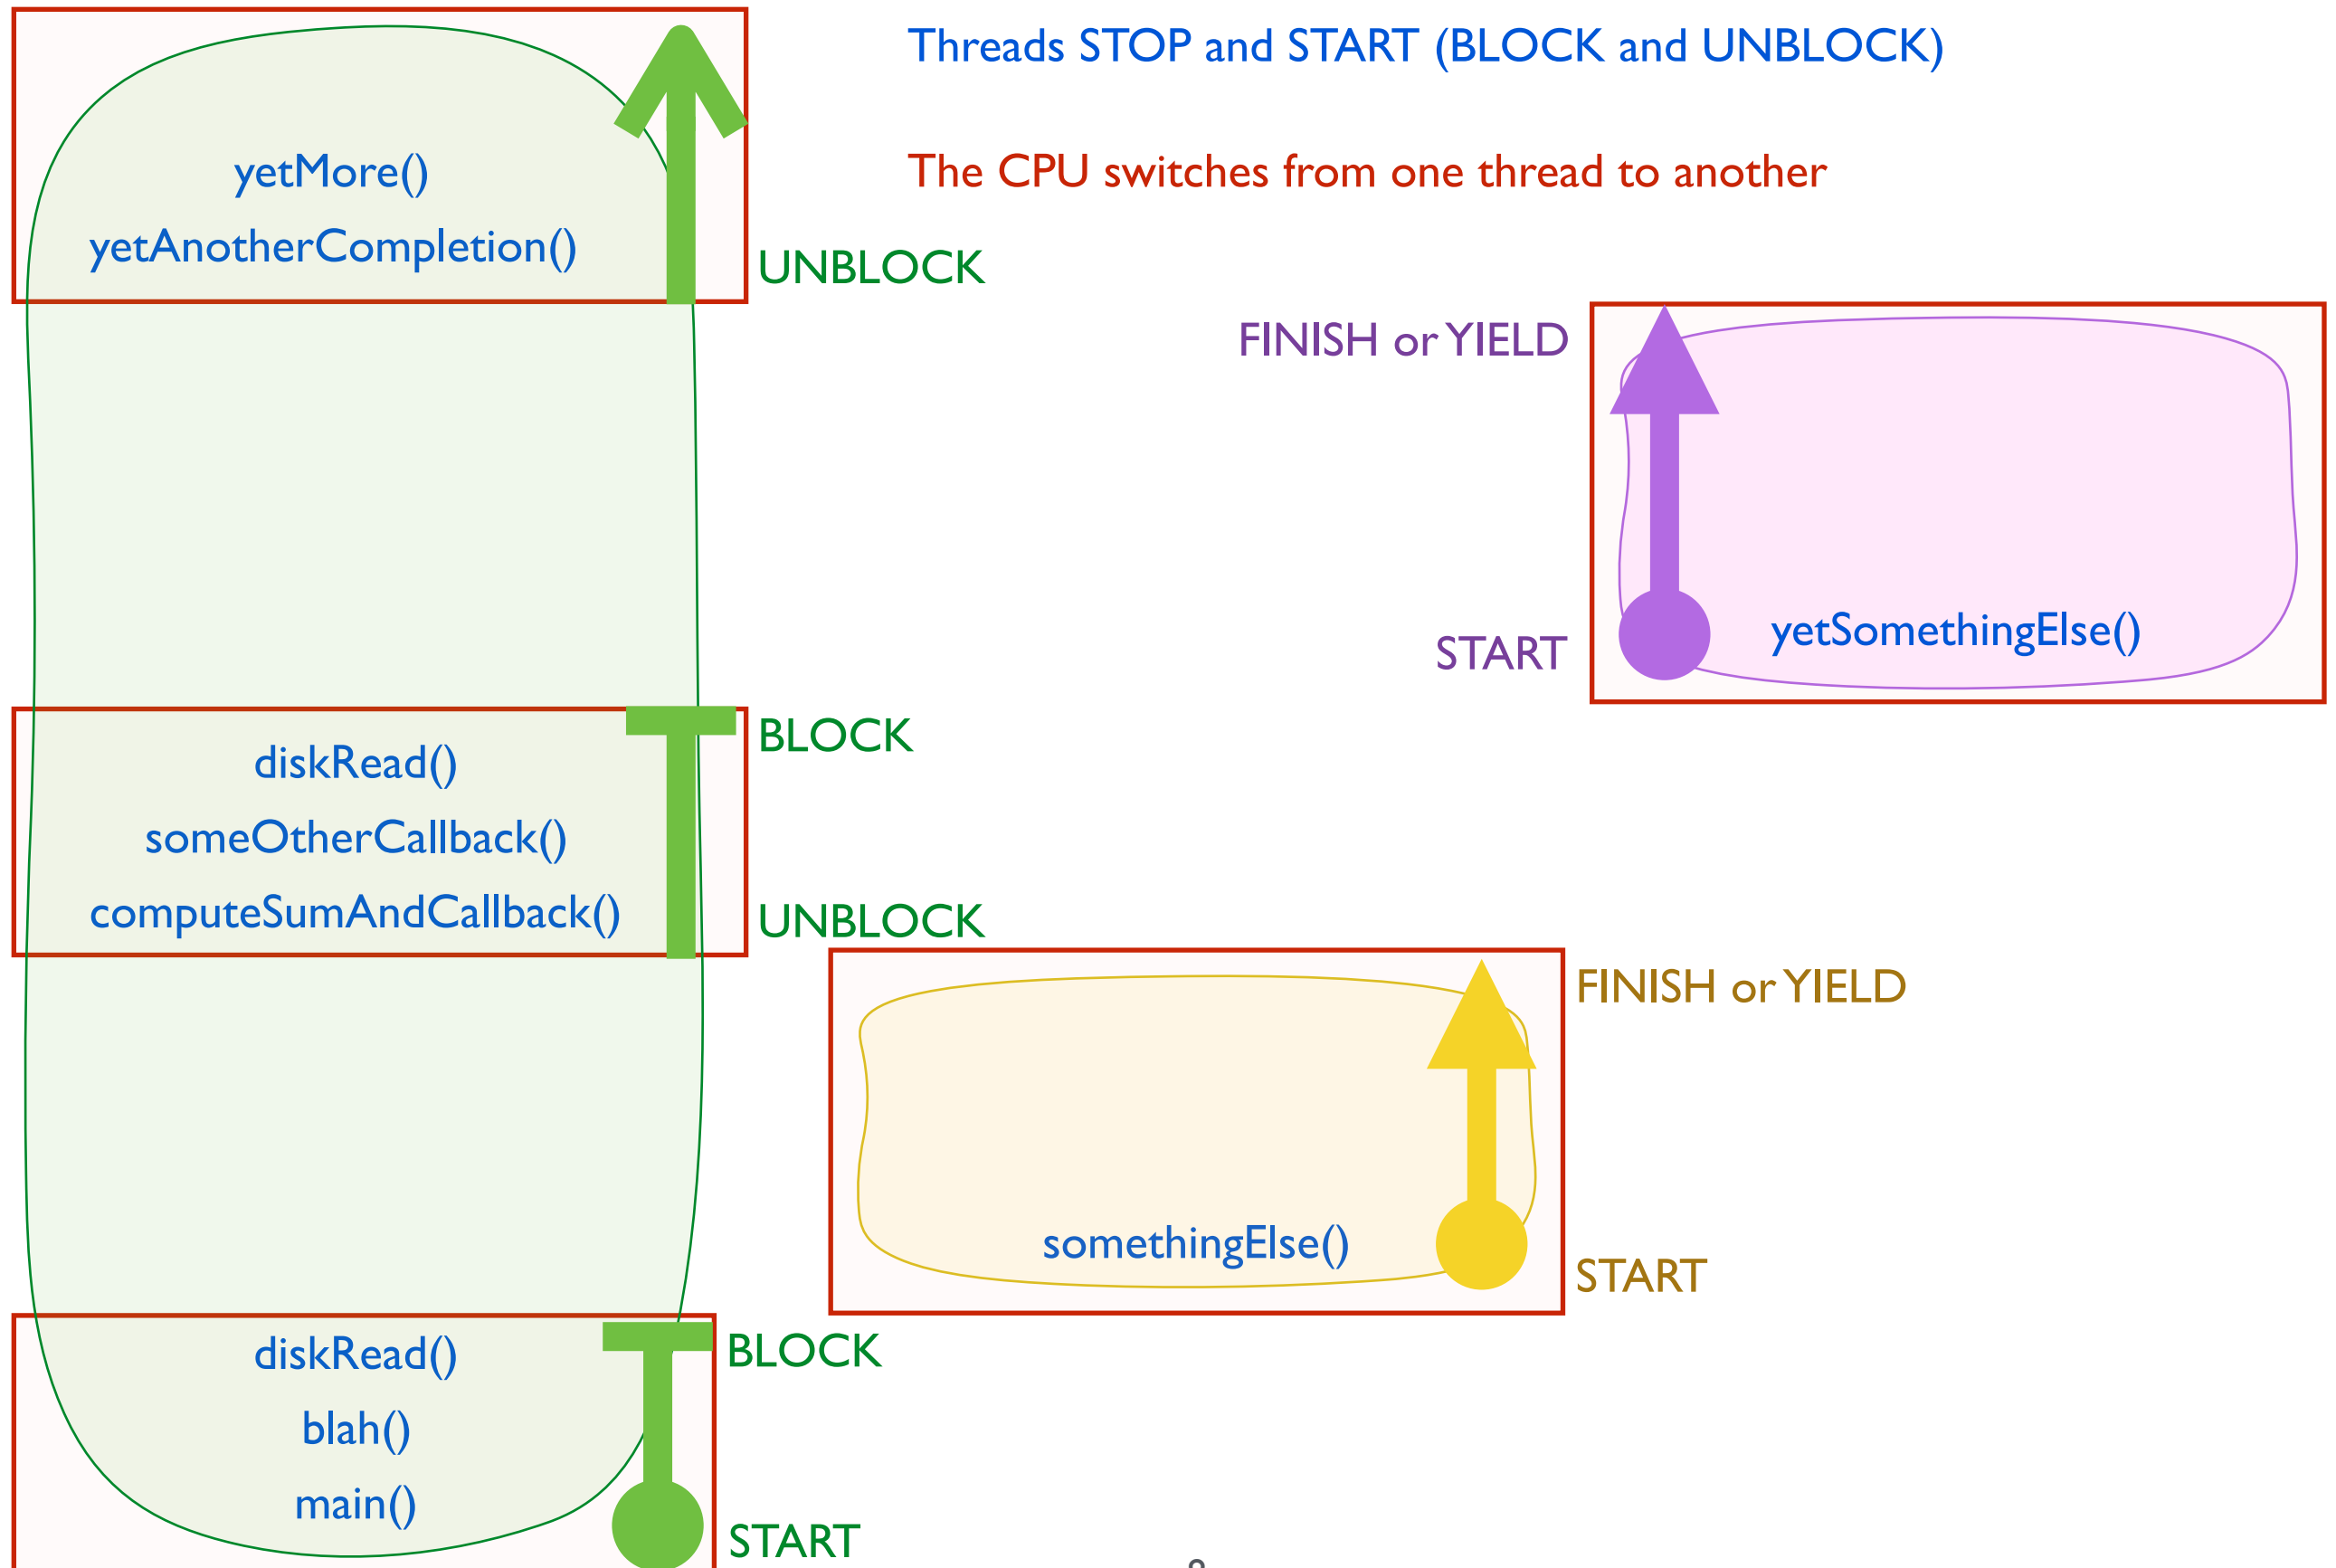 Threads STOP and START (BLOCK and UNBLOCK)
The CPU switches from one thread to another
yetMore()
yetAnotherCompletion()
UNBLOCK
FINISH or YIELD
START
yetSomethingElse()
BLOCK
diskRead()
someOtherCallback()
computeSumAndCallback()
UNBLOCK
FINISH or YIELD
somethingElse()
START
diskRead()
BLOCK
blah()
main()
START